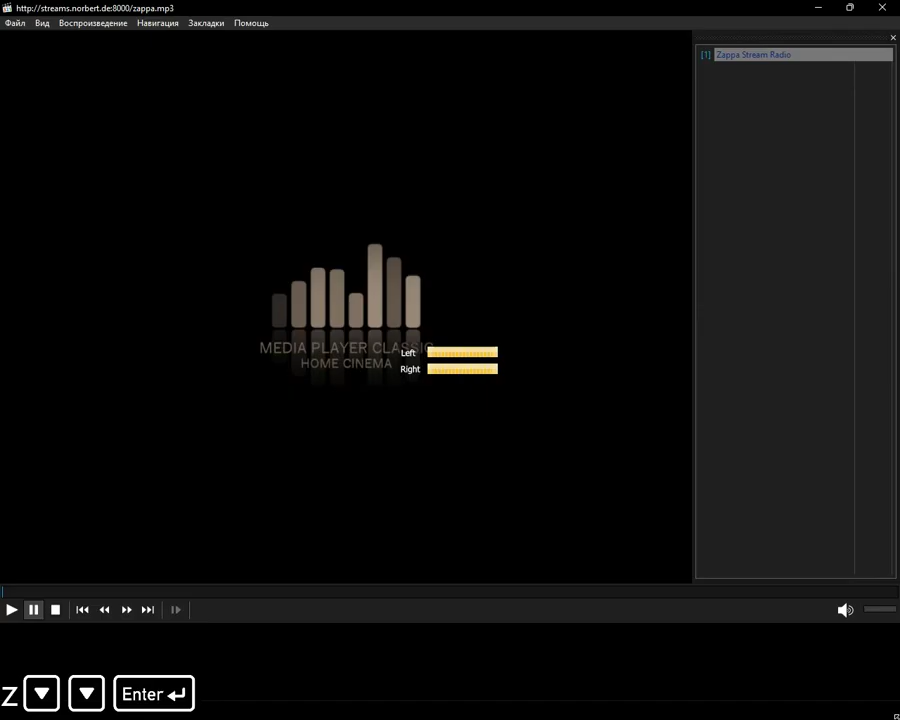 http://streams.norbert.de:8000/zappa.mp3
Файл Вид Воспроизведение Навигация Закладки Помощь
[1] Zappa Stream Radio
MEDIA PLAYER CLASSIC
HOME CINEMA
Left
Right
Z Enter